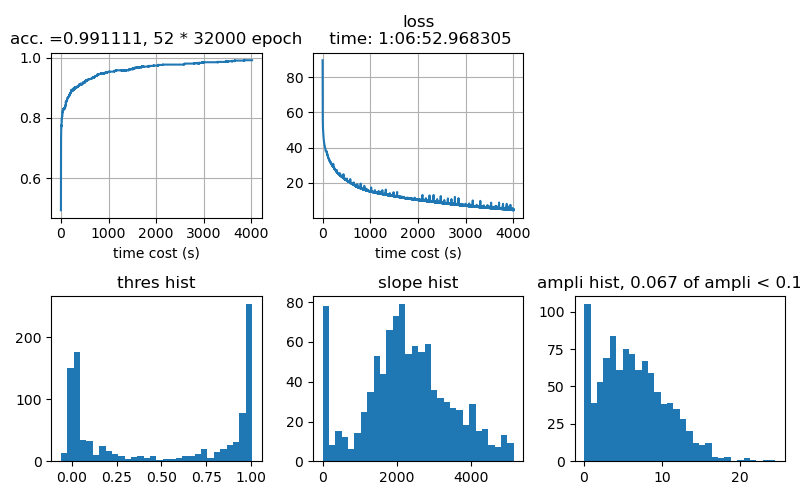 acc. =0.991111, 52 * 32000 epoch
1.0
0.8
0.6
0 1000 2000 3000 4000
time cost (s)
loss
time: 1:06:52.968305
80
60
40
20
0 1000 2000 3000 4000
time cost (s)
thres hist
200
100
0
0.00 0.25 0.50 0.75 1.00
slope hist
80
60
40
20
0
0 2000 4000
ampli hist, 0.067 of ampli < 0.1
100
75
50
25
0
0 10 20